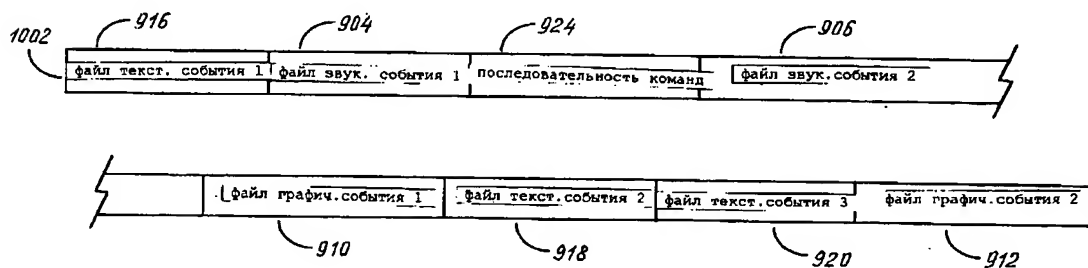 916 904 924 906
1002
файл текст. события 1 файл звук. события 1 последовательность команд файл звук.события 2
файл графич.события 1 файл текст.события 2 файл текст.события 3 файл графич.события 2
910 918 920 912